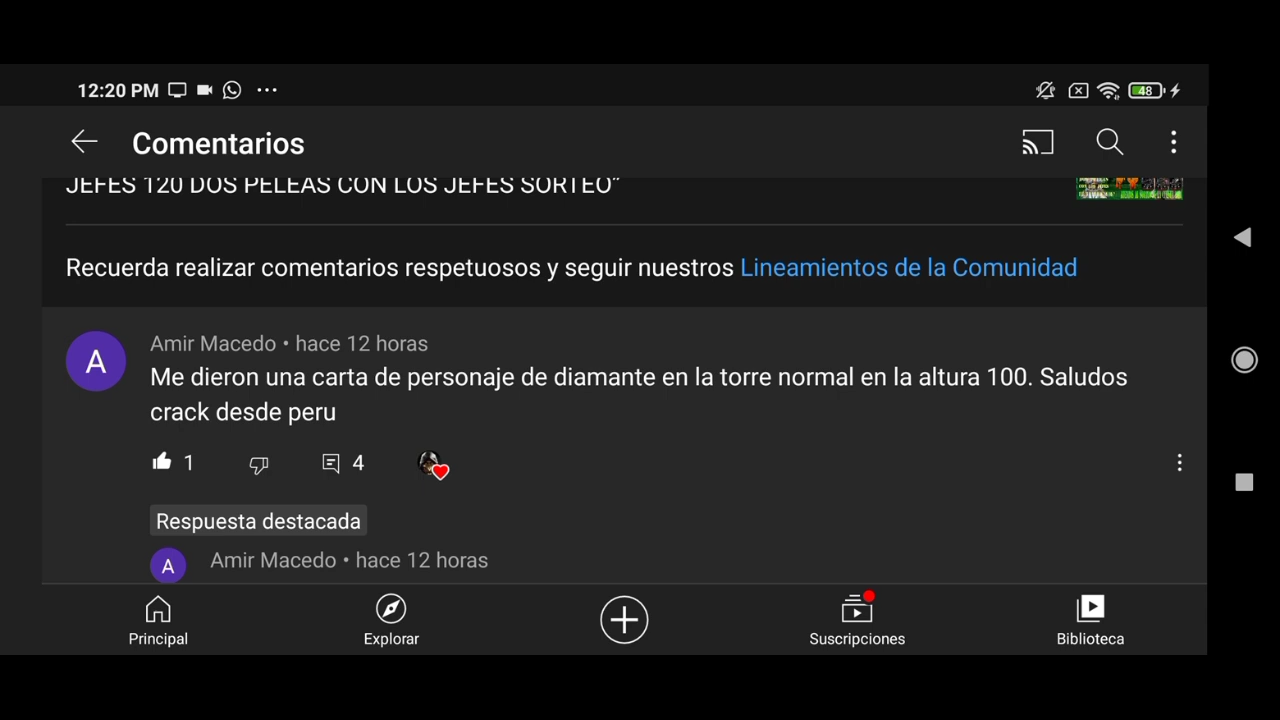 12:20 PM
48
Comentarios
JEFES 120 DOS PELEAS CON LOS JEFES SORTEO”
Recuerda realizar comentarios respetuosos y seguir nuestros Lineamientos de la Comunidad
A
Amir Macedo • hace 12 horas
Me dieron una carta de personaje de diamante en la torre normal en la altura 100. Saludos
crack desde peru
1
4
Respuesta destacada
A
Amir Macedo • hace 12 horas
Principal
Explorar
Suscripciones
Biblioteca